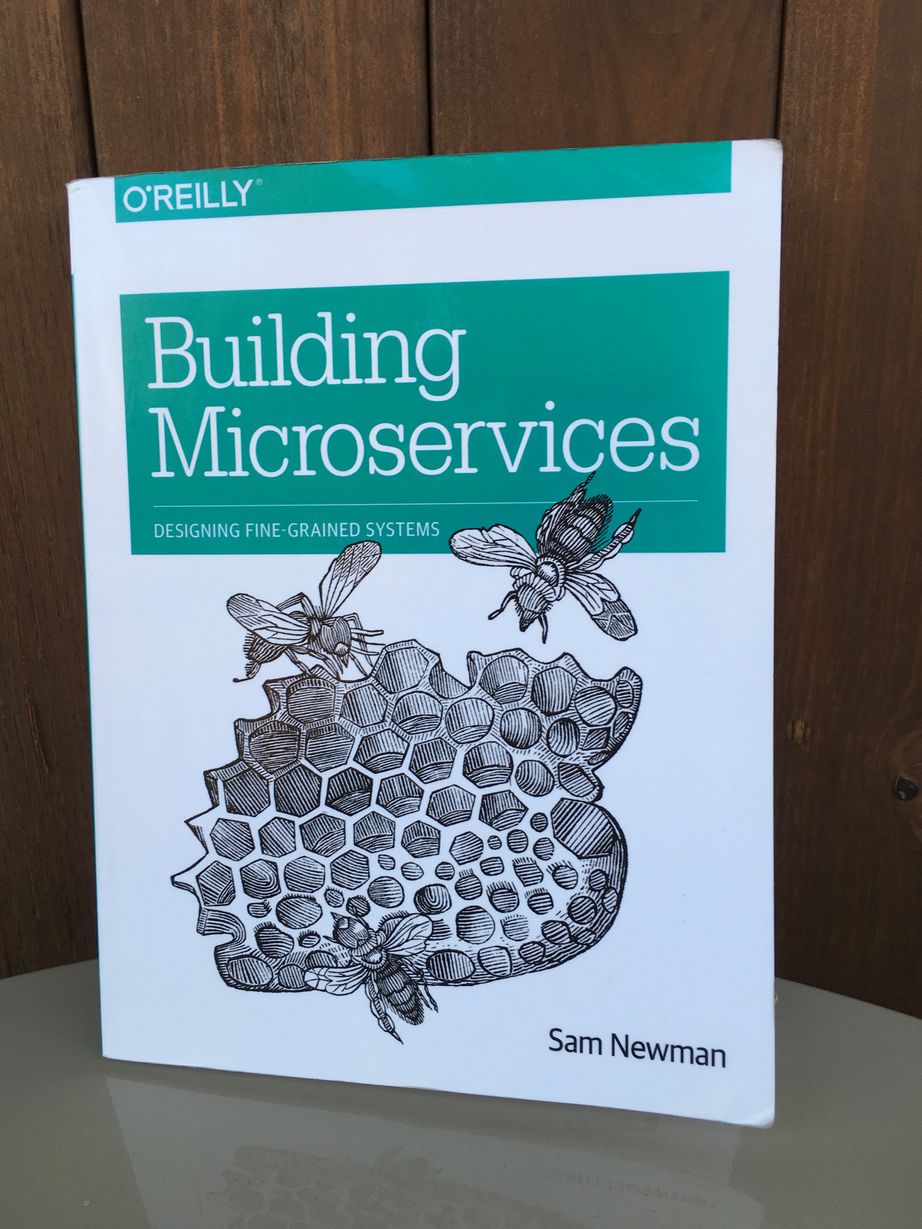 O'REILLY®
Building
Microservices
DESIGNING FINE-GRAINED SYSTEMS
Sam Newman